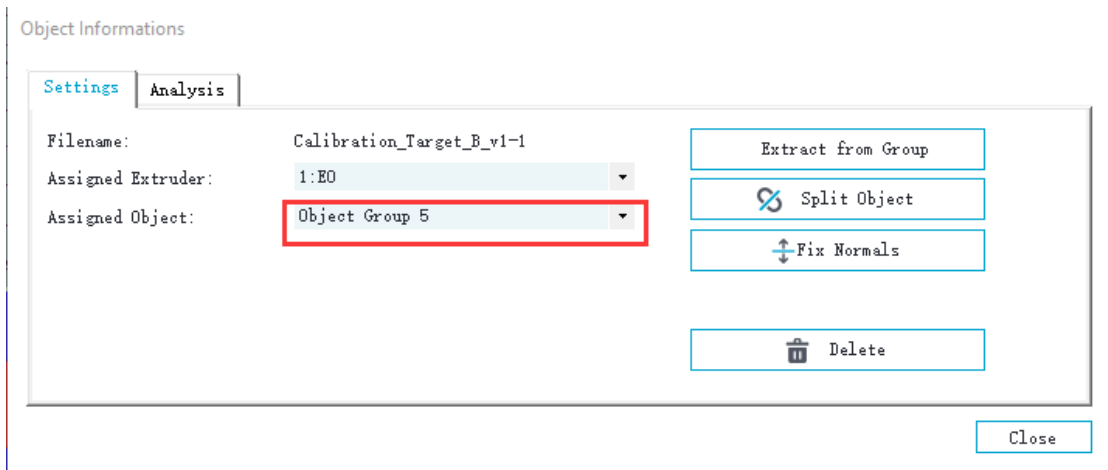 Object Informations
Settings
Analysis
Filename:
Calibration_Target_B_v1-1
Extract from Group
Assigned Extruder:
1:E0
Split Object
Assigned Object:
Object Group 5
Fix Normals
Delete
Close